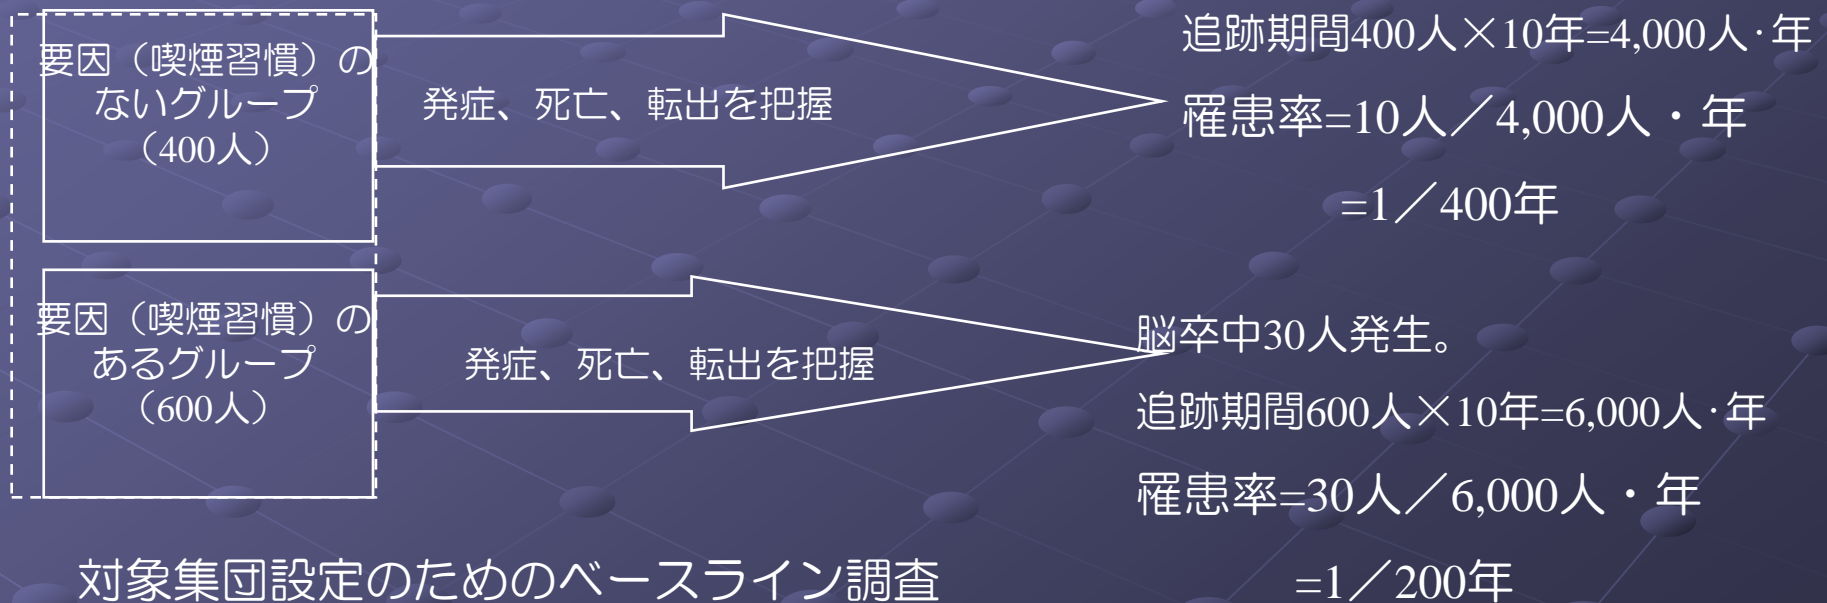 要因（喫煙習慣）の
ないグループ
（400人）
発症、死亡、転出を把握
追跡期間400人×10年=4,000人･年
罹患率=10人／4,000人・年
=1／400年
要因（喫煙習慣）の
あるグループ
（600人）
発症、死亡、転出を把握
脳卒中30人発生。
追跡期間600人×10年=6,000人･年
罹患率=30人／6,000人・年
=1／200年
対象集団設定のためのベースライン調査